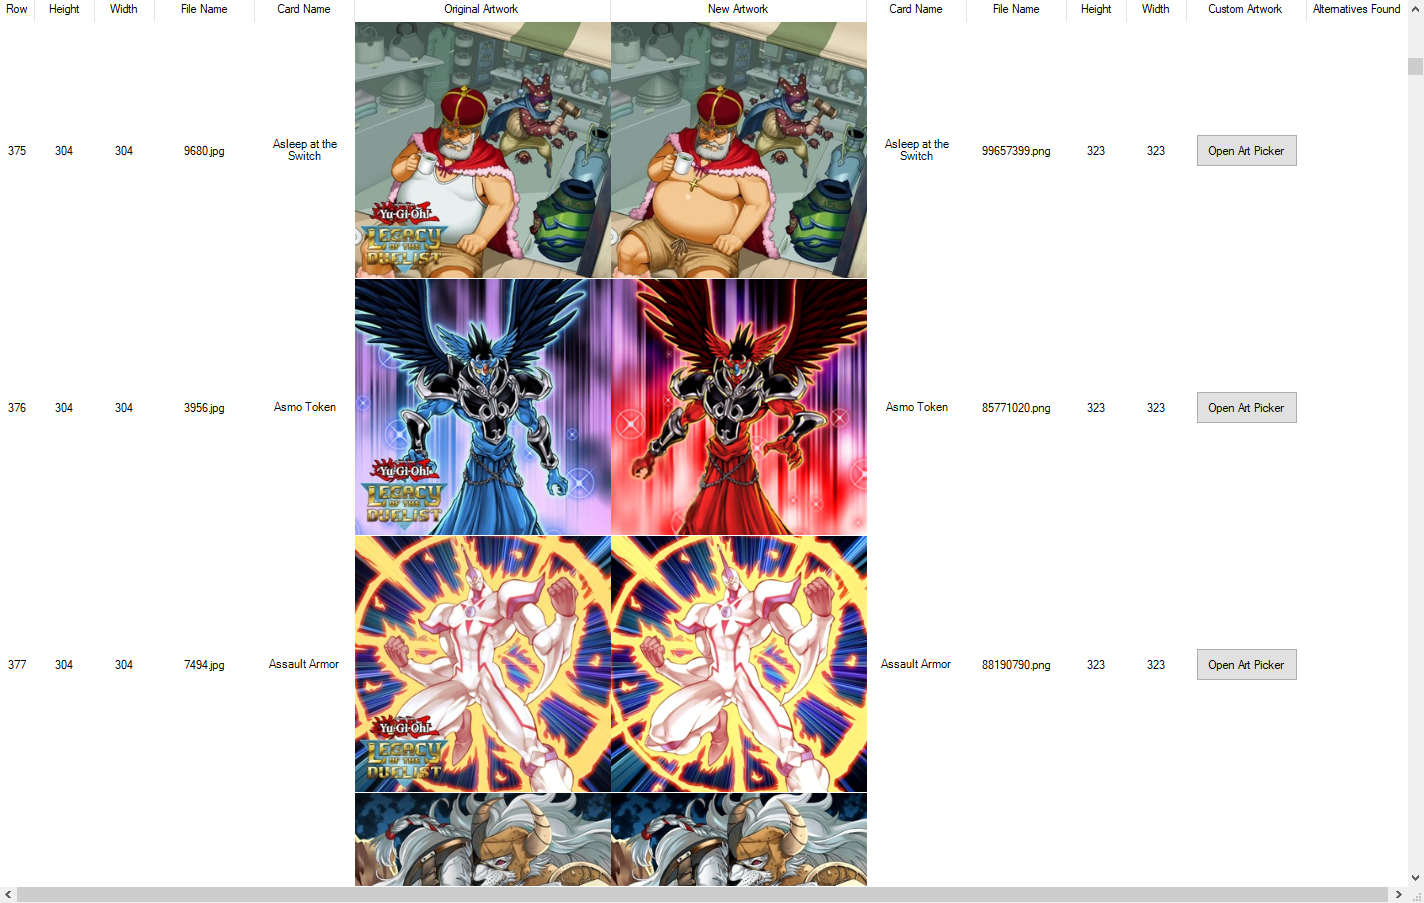 Row Height Width File Name Card Name Original Artwork New Artwork Card Name File Name Height Width Custom Artwork Alternatives Found
375 304 304 9680.jpg Asleep at the Switch Asleep at the Switch 99657399.png 323 323 Open Art Picker
Yu-Gi-Oh!
LEGACY
OF THE
DUELIST
376 304 304 3956.jpg Asmo Token Asmo Token 85771020.png 323 323 Open Art Picker
Yu-Gi-Oh!
LEGACY
OF THE
DUELIST
377 304 304 7494.jpg Assault Armor Assault Armor 88190790.png 323 323 Open Art Picker
Yu-Gi-Oh!
LEGACY
OF THE
DUELIST